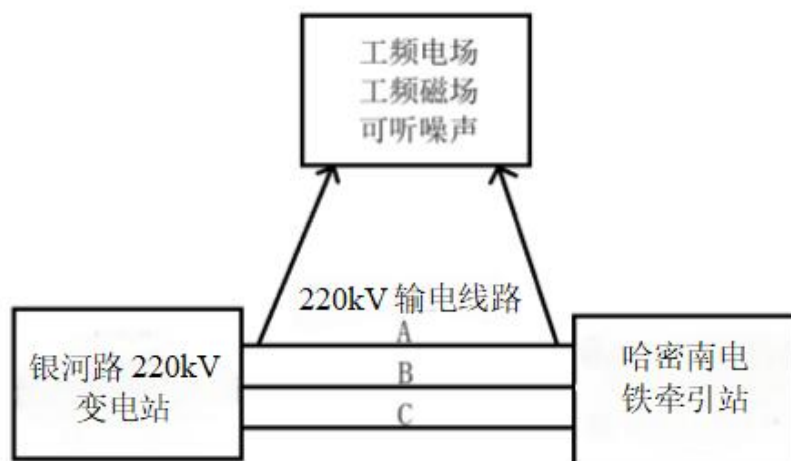 工频电场
工频磁场
可听噪声
220kV 输电线路
A
B
C
银河路 220kV
变电站
哈密南电
铁牵引站